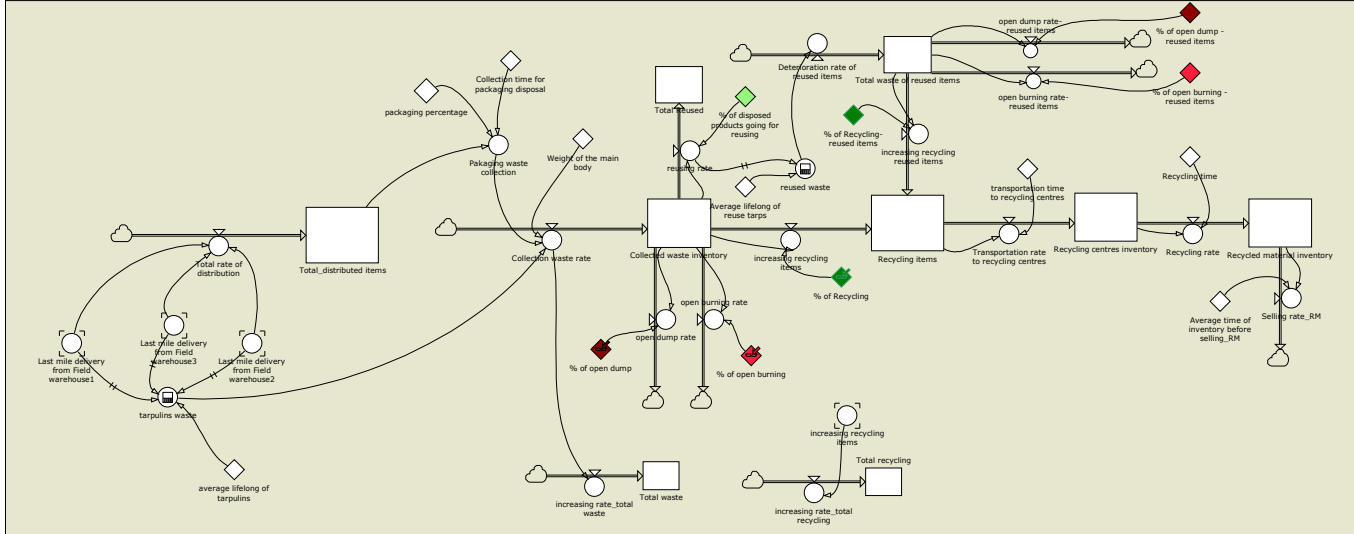 open dump rate-
reused items
% of open dump -
reused items
Collection time for
packaging disposal
Deterioration rate of
reused items
Total waste of reused items
% of open burning -
reused items
open burning rate-
reused items
packaging percentage
Total Reused
% of disposed
products going for
reusing
% of Recycling-
reused items
increasing recycling
reused items
Pakaging waste
collection
Weight of the main
body
reusing rate
reused waste
transportation time
to recycling centres
Recycling time
Average lifelong of
reuse tarps
Total_distributed items
Total rate of
distribution
Collection waste rate
Collected waste inventory
increasing recycling
items
Recycling items
Transportation rate
to recycling centres
Recycling centres inventory
Recycling rate
Recycled material inventory
% of Recycling
open burning rate
open dump rate
Average time of
inventory before
selling_RM
Selling rate_RM
Last mile delivery
from Field
warehouse1
Last mile delivery
from Field
warehouse3
Last mile delivery
from Field
warehouse2
% of open dump
% of open burning
tarpulins waste
increasing recycling
items
average lifelong of
tarpulins
Total waste
increasing rate_total
waste
Total recycling
increasing rate_total
recycling